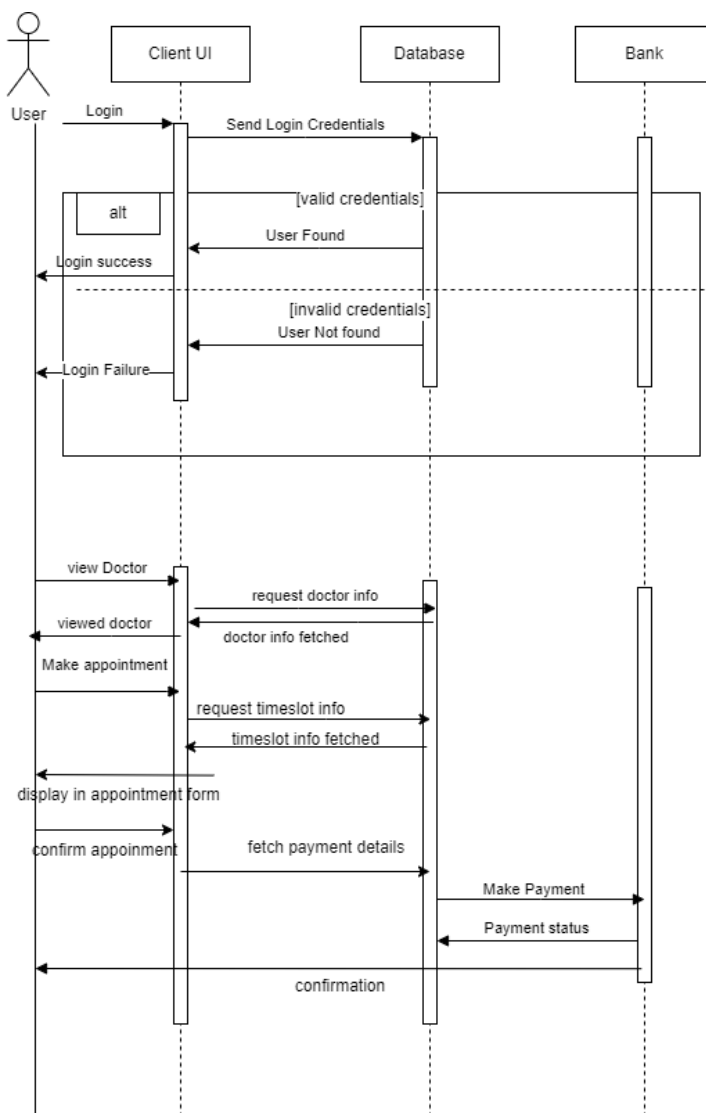 Client UI
Database
Bank
User
Login
Send Login Credentials
alt
[valid credentials]
User Found
Login success
[invalid credentials]
User Not found
Login Failure
view Doctor
request doctor info
viewed doctor
doctor info fetched
Make appointment
request timeslot info
timeslot info fetched
display in appointment form
confirm appoinment
fetch payment details
Make Payment
Payment status
confirmation